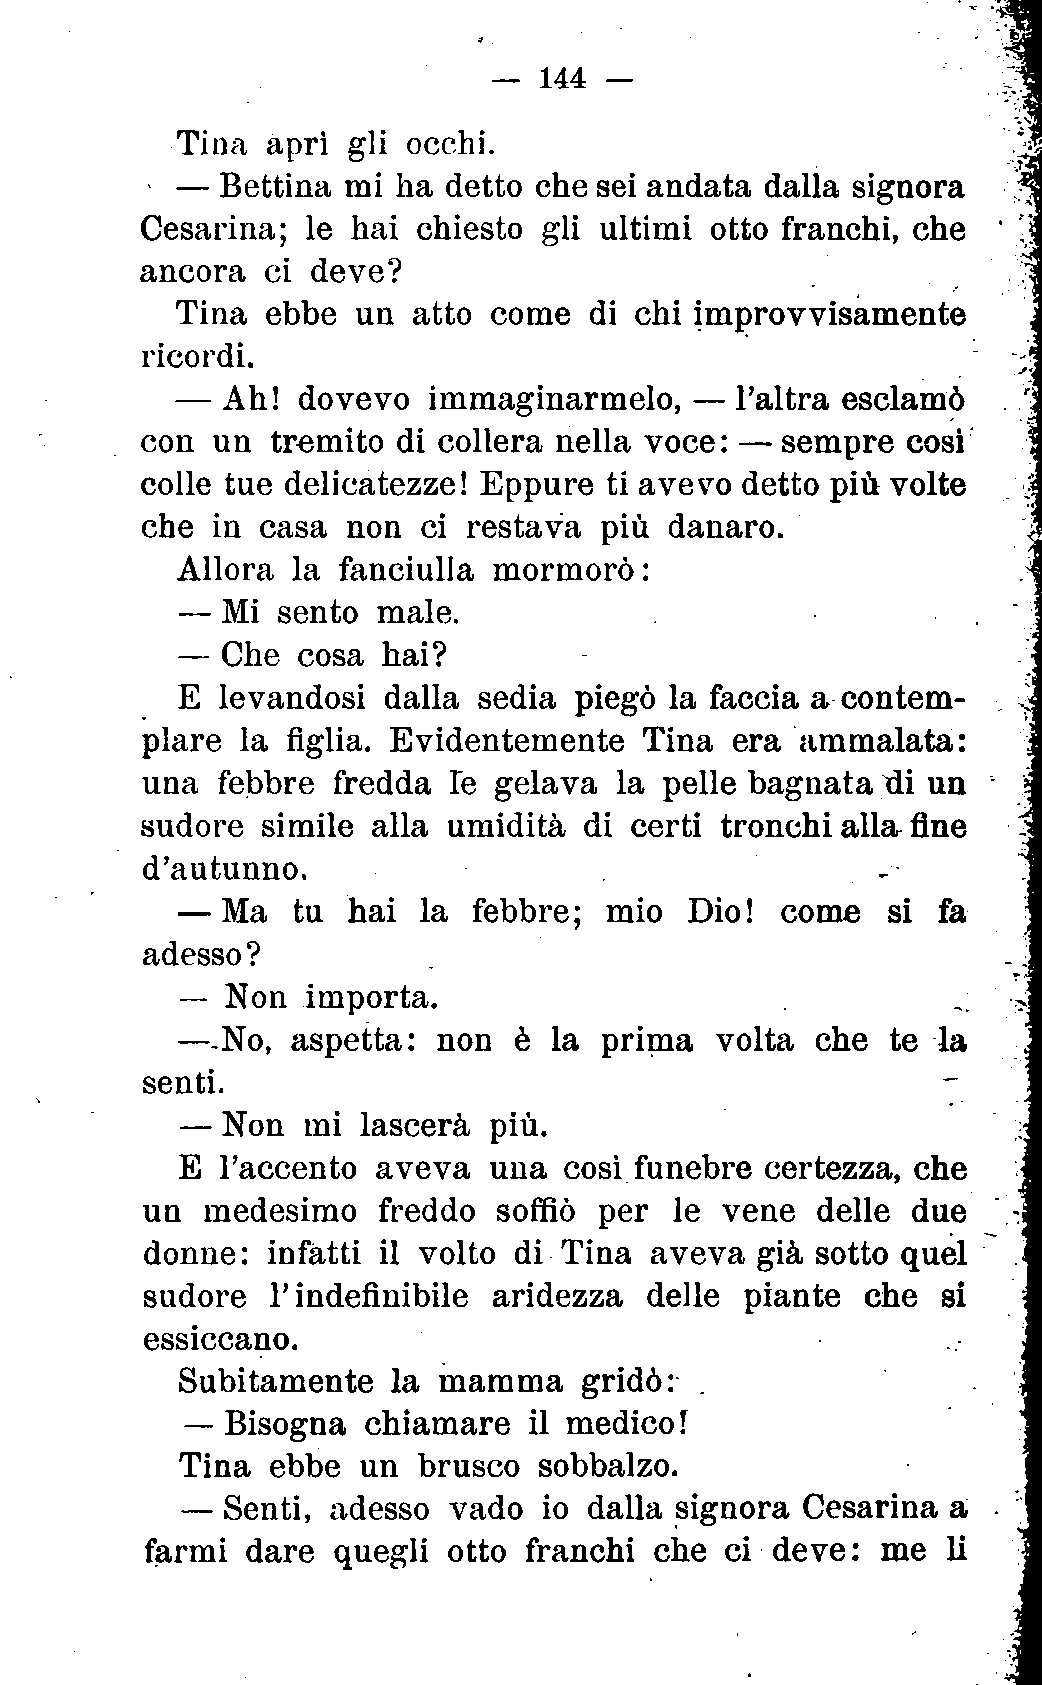 — 144 —
Tina aprì gli occhi.
— Bettina mi ha detto che sei andata dalla signora
Cesarina; le hai chiesto gli ultimi otto franchi, che
ancora ci deve?
Tina ebbe un atto come di chi improvvisamente
ricordi.
— Ah! dovevo immaginarmelo, — l'altra esclamò
con un tremito di collera nella voce: — sempre così
colle tue delicatezze! Eppure ti avevo detto più volte
che in casa non ci restava più danaro.
Allora la fanciulla mormorò:
— Mi sento male.
— Che cosa hai?
E levandosi dalla sedia piegò la faccia a contem-
plare la figlia. Evidentemente Tina era ammalata:
una febbre fredda le gelava la pelle bagnata di un
sudore simile alla umidità di certi tronchi alla fine
d'autunno.
— Ma tu hai la febbre; mio Dio! come si fa
adesso?
— Non importa.
— No, aspetta: non è la prima volta che te la
senti.
— Non mi lascerà più.
E l'accento aveva una così funebre certezza, che
un medesimo freddo soffiò per le vene delle due
donne: infatti il volto di Tina aveva già sotto quel
sudore l'indefinibile aridezza delle piante che si
essiccano.
Subitamente la mamma gridò:
— Bisogna chiamare il medico!
Tina ebbe un brusco sobbalzo.
— Senti, adesso vado io dalla signora Cesarina a
farmi dare quegli otto franchi che ci deve: me li